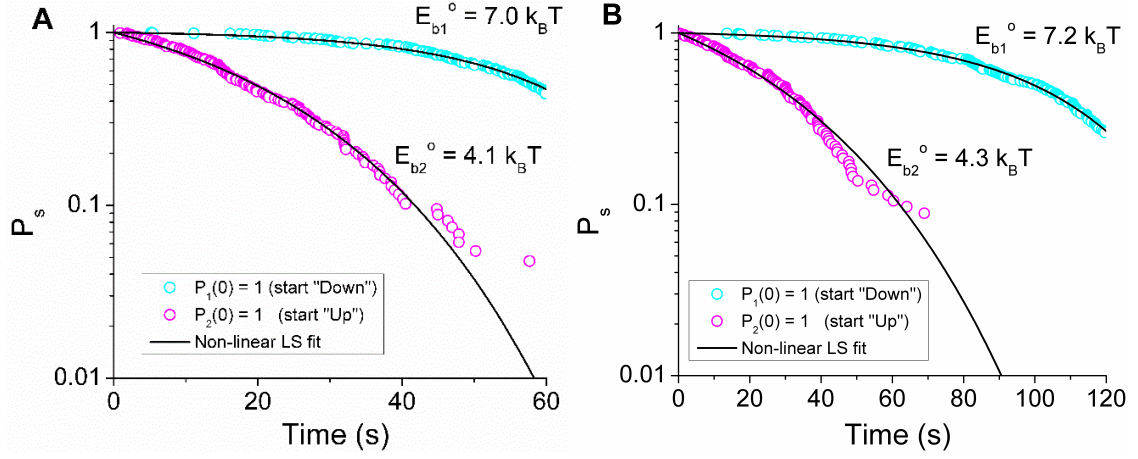 A
E_b1^o = 7.0 k_BT
1
E_b2^o = 4.1 k_BT
0.1
P_s
P_1(0) = 1 (start "Down")
P_2(0) = 1 (start "Up")
Non-linear LS fit
0.01
0 20 40 60
Time (s)
B
E_b1^o = 7.2 k_BT
1
E_b2^o = 4.3 k_BT
0.1
P_s
P_1(0) = 1 (start "Down")
P_2(0) = 1 (start "Up")
Non-linear LS fit
0.01
0 20 40 60 80 100 120
Time (s)